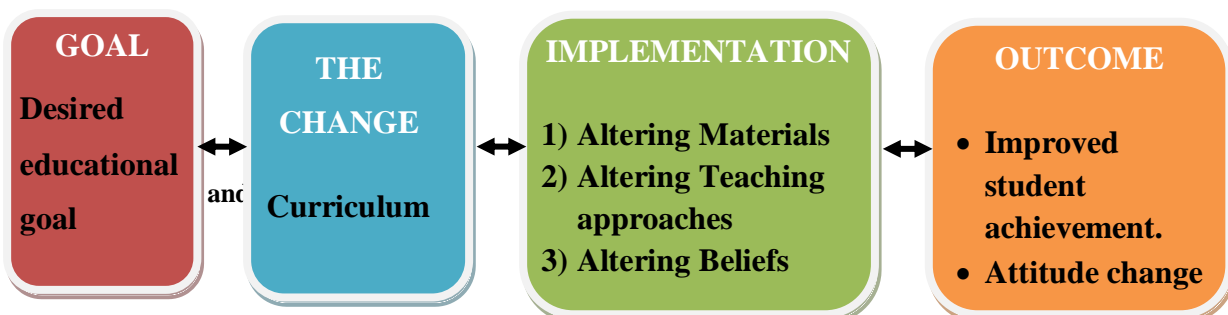 GOAL
Desired
educational
goal
and
THE
CHANGE
Curriculum
IMPLEMENTATION
1) Altering Materials
2) Altering Teaching
approaches
3) Altering Beliefs
OUTCOME
• Improved
student
achievement.
• Attitude change